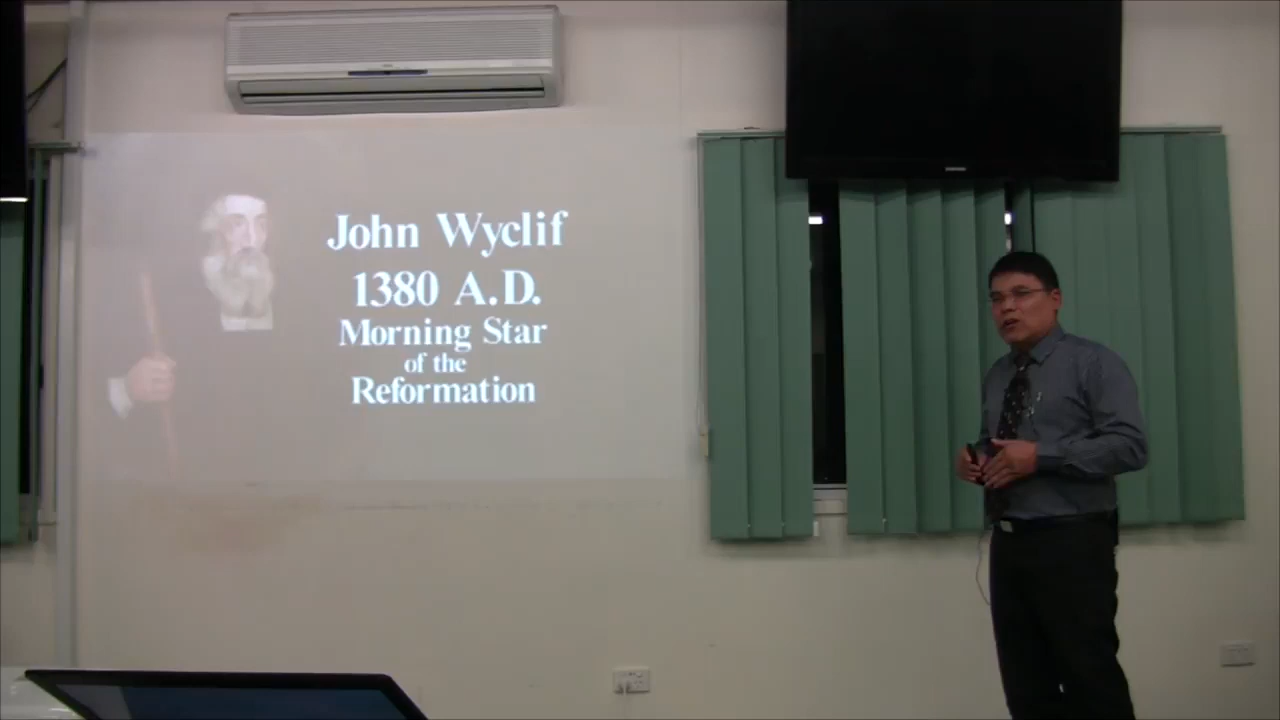 John Wyclif
1380 A.D.
Morning Star
of the
Reformation